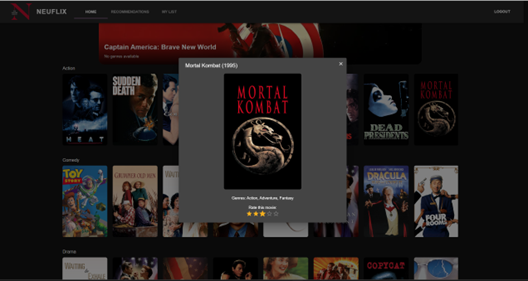 NEUFLIX
HOME
RECOMMENDATIONS
MY LIST
LOGOUT
Captain America: Brave New World
No genres available
Action
Mortal Kombat (1995)
×
MORTAL
KOMBAT
HEAT
SUDDEN
DEATH
DEAD
PRESIDENTS
MORTAL
KOMBAT
Genres: Action, Adventure, Fantasy
Rate this movie:
Comedy
TOY
STORY
GRUMPIER OLD MEN
DRACULA
FOUR
ROOMS
Drama
WAITING
COPYCAT